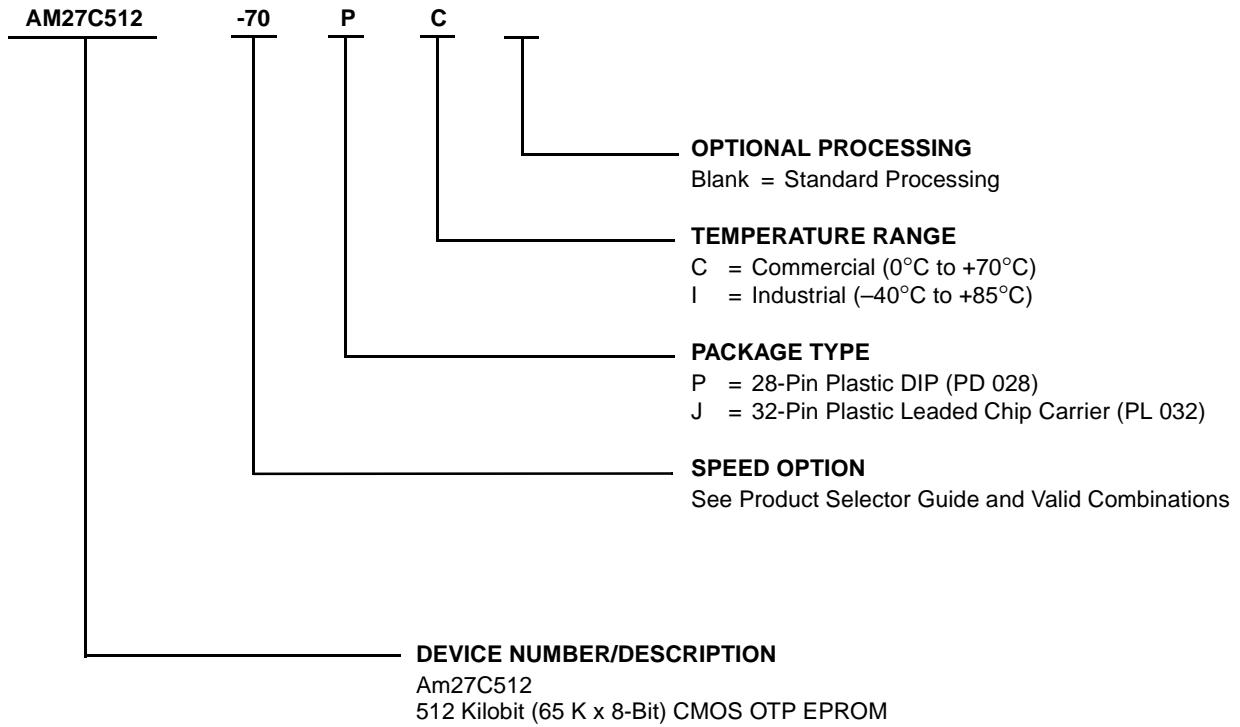 AM27C512 -70 P C
OPTIONAL PROCESSING
Blank = Standard Processing
TEMPERATURE RANGE
C = Commercial (0°C to +70°C)
I = Industrial (–40°C to +85°C)
PACKAGE TYPE
P = 28-Pin Plastic DIP (PD 028)
J = 32-Pin Plastic Leaded Chip Carrier (PL 032)
SPEED OPTION
See Product Selector Guide and Valid Combinations
DEVICE NUMBER/DESCRIPTION
Am27C512
512 Kilobit (65 K x 8-Bit) CMOS OTP EPROM